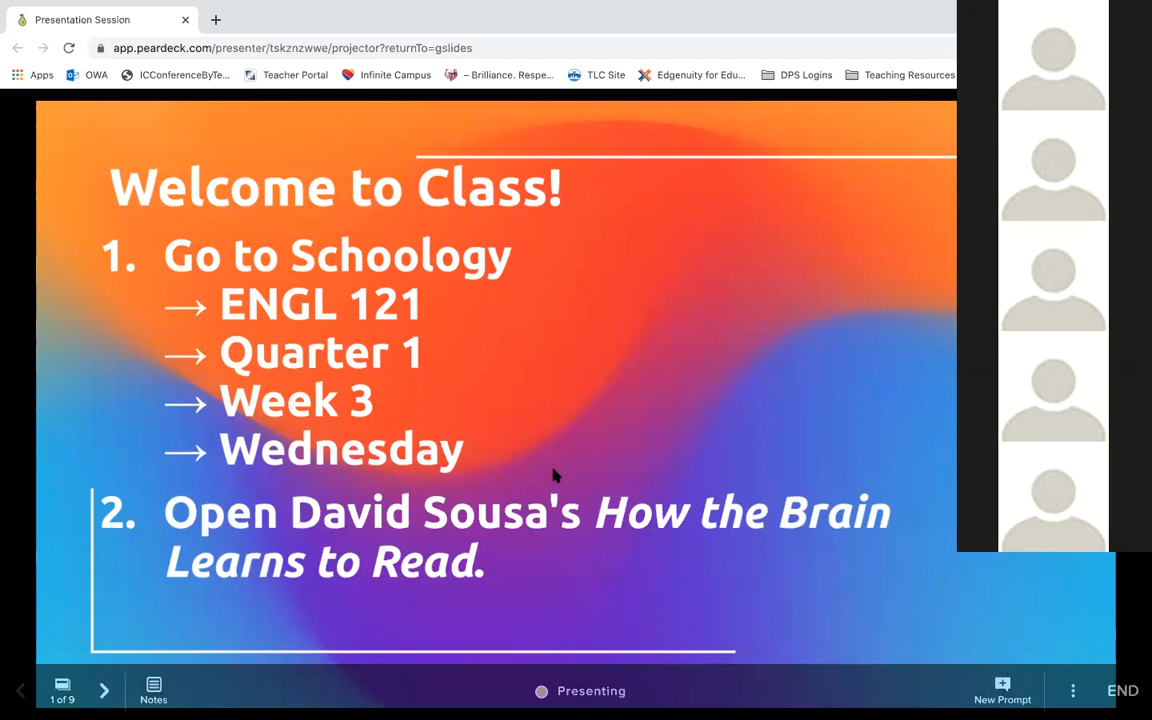 Presentation Session
app.peardeck.com/presenter/tskznzwwe/projector?returnTo=gslides
Apps OWA ICConferenceByTe... Teacher Portal Infinite Campus – Brilliance. Respe... TLC Site Edgenuity for Edu... DPS Logins Teaching Resources
Welcome to Class!
1. Go to Schoology
→ ENGL 121
→ Quarter 1
→ Week 3
→ Wednesday
2. Open David Sousa's How the Brain
Learns to Read.
1 of 9 Notes Presenting New Prompt END